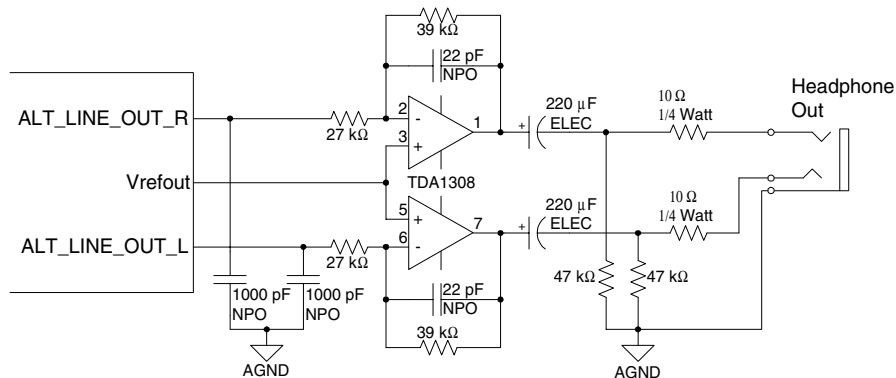 39 kΩ
22 pF
NPO
ALT_LINE_OUT_R
27 kΩ
2
-
3
+
1
TDA1308
+
220 µF
ELEC
10 Ω
1/4 Watt
Headphone
Out
Vrefout
ALT_LINE_OUT_L
27 kΩ
5
+
6
-
7
+
220 µF
ELEC
10 Ω
1/4 Watt
1000 pF
NPO
1000 pF
NPO
22 pF
NPO
39 kΩ
47 kΩ
47 kΩ
AGND
AGND